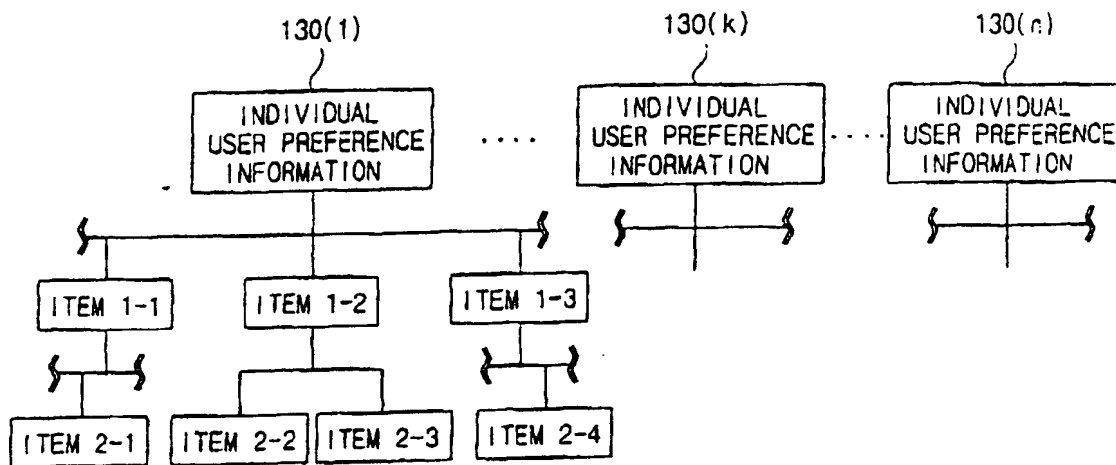 130(1) 130(k) 130(n)
INDIVIDUAL
USER PREFERENCE
INFORMATION
....
INDIVIDUAL
USER PREFERENCE
INFORMATION
....
INDIVIDUAL
USER PREFERENCE
INFORMATION
ITEM 1-1 ITEM 1-2 ITEM 1-3
ITEM 2-1 ITEM 2-2 ITEM 2-3 ITEM 2-4